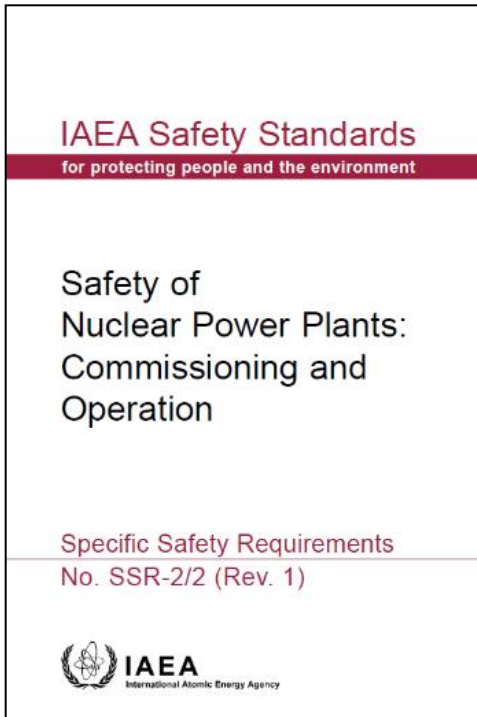 IAEA Safety Standards
for protecting people and the environment
Safety of
Nuclear Power Plants:
Commissioning and
Operation
Specific Safety Requirements
No. SSR-2/2 (Rev. 1)
IAEA
International Atomic Energy Agency